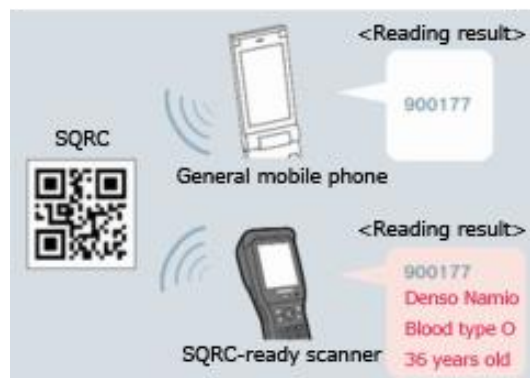 <Reading result>
900177
SQRC
General mobile phone
<Reading result>
900177
Denso Namio
Blood type O
36 years old
SQRC-ready scanner